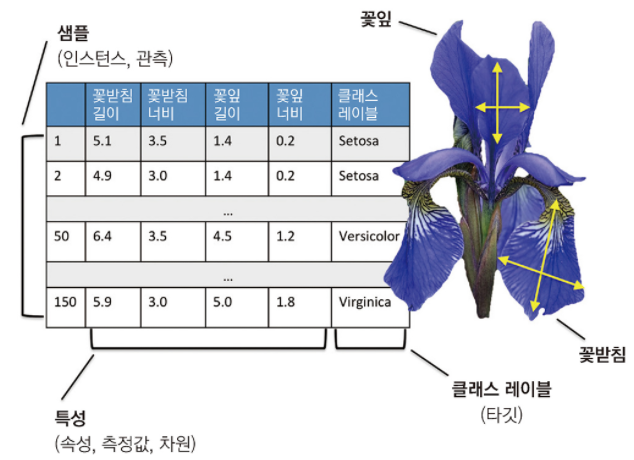 꽃잎
샘플
(인스턴스, 관측)
꽃받침 길이 꽃받침 너비 꽃잎 길이 꽃잎 너비 클래스 레이블
1 5.1 3.5 1.4 0.2 Setosa
2 4.9 3.0 1.4 0.2 Setosa
...
50 6.4 3.5 4.5 1.2 Versicolor
...
150 5.9 3.0 5.0 1.8 Virginica
꽃받침
클래스 레이블
(타깃)
특성
(속성, 측정값, 차원)